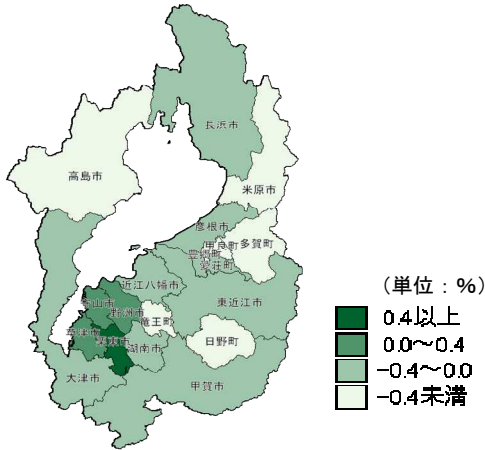 長浜市
高島市
米原市
彦根市
甲良町
多賀町
豊郷町
愛荘町
近江八幡市
東近江市
守山市
野洲市
竜王町
草津市
栗東市
湖南市
日野町
大津市
甲賀市
(単位：%)
0.4以上
0.0～0.4
−0.4～0.0
−0.4未満